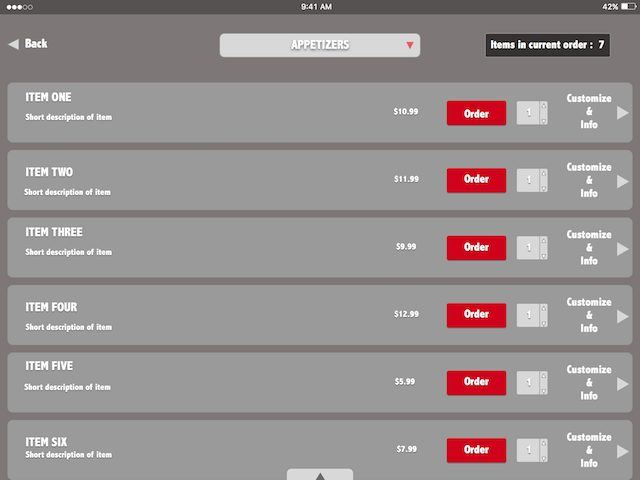 9:41 AM
42%
Back
APPETIZERS
Items in current order : 7
ITEM ONE
Short description of item
$10.99
Order
1
Customize
&
Info
ITEM TWO
Short description of item
$11.99
Order
1
Customize
&
Info
ITEM THREE
Short description of item
$9.99
Order
1
Customize
&
Info
ITEM FOUR
Short description of item
$12.99
Order
1
Customize
&
Info
ITEM FIVE
Short description of item
$5.99
Order
1
Customize
&
Info
ITEM SIX
Short description of item
$7.99
Order
1
Customize
&
Info